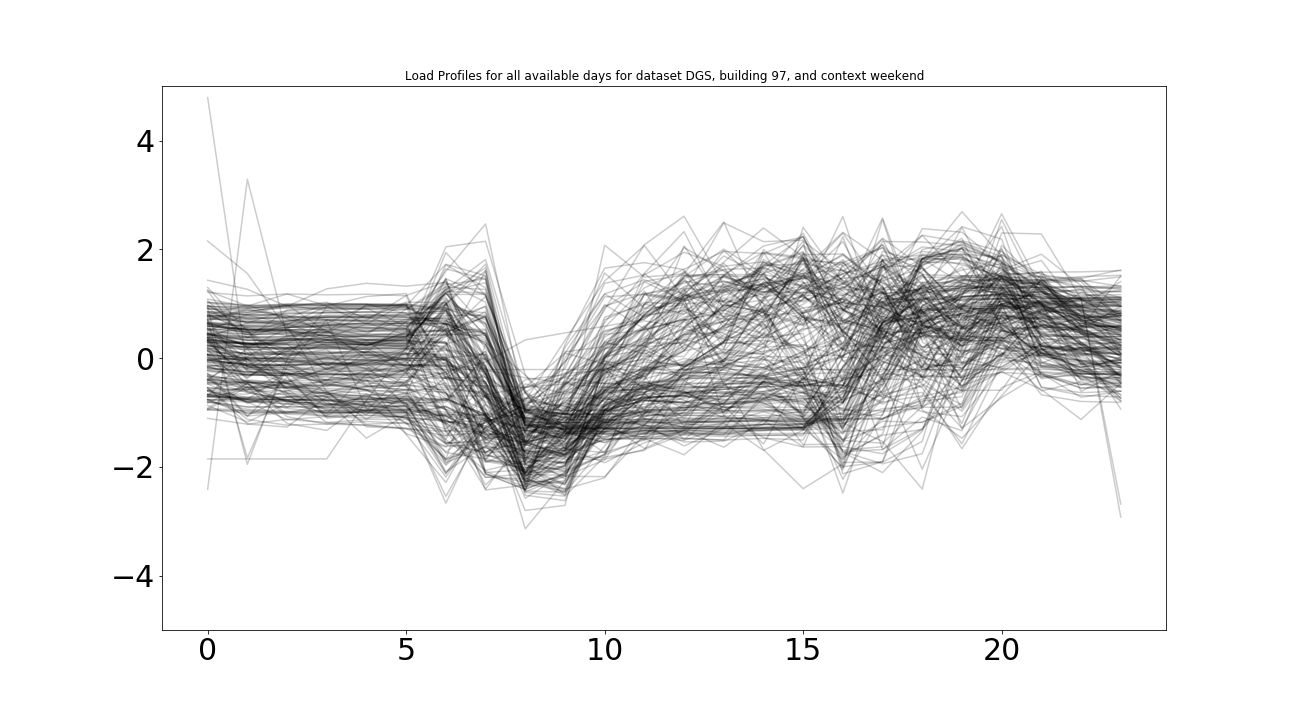 Load Profiles for all available days for dataset DGS, building 97, and context weekend
4
2
0
−2
−4
0 5 10 15 20